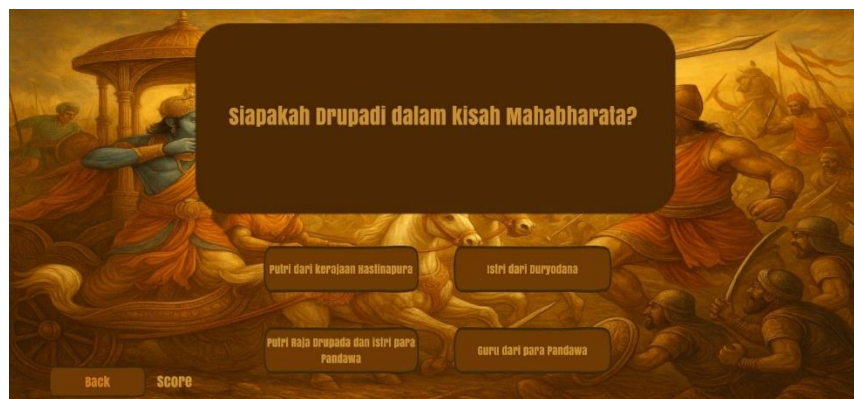 Siapakah Drupadi dalam kisah Mahabharata?
Putri dari kerajaan Hastinapura
Istri dari Duryodana
Putri Raja Drupada dan istri para
Pandawa
Guru dari para Pandawa
Back
Score